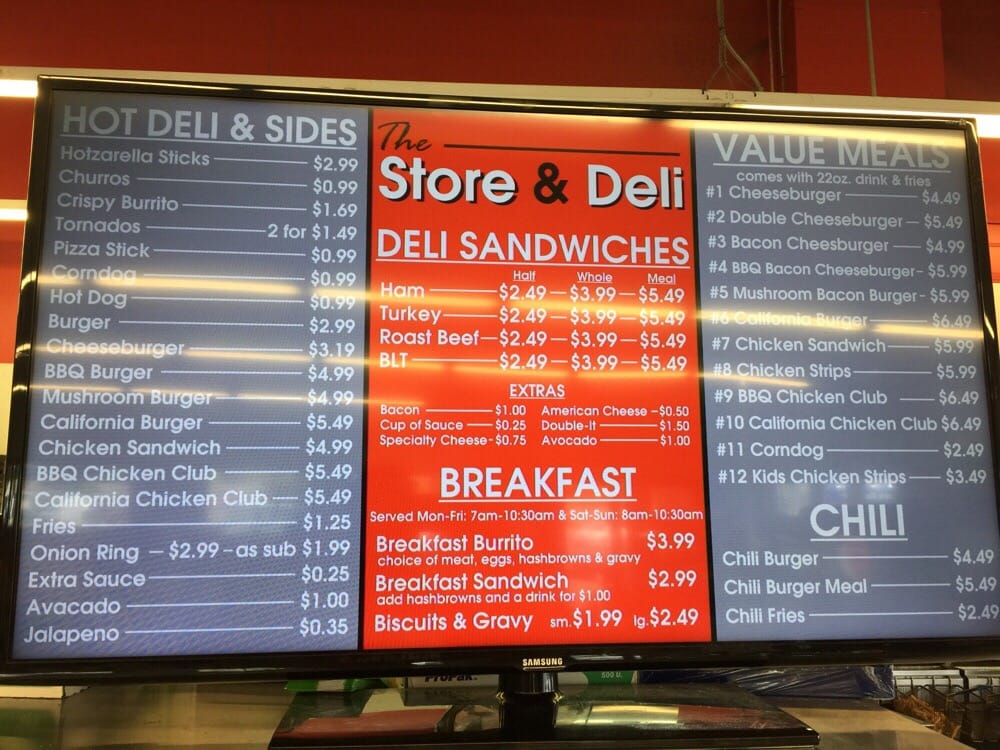 HOT DELI & SIDES
Hotzarella Sticks $2.99
Churros $0.99
Crispy Burrito $1.69
Tornados 2 for $1.49
Pizza Stick $0.99
Corndog $0.99
Hot Dog $0.99
Burger $2.99
Cheeseburger $3.19
BBQ Burger $4.99
Mushroom Burger $4.99
California Burger $5.49
Chicken Sandwich $4.99
BBQ Chicken Club $5.49
California Chicken Club $5.49
Fries $1.25
Onion Ring - $2.99 - as sub $1.99
Extra Sauce $0.25
Avacado $1.00
Jalapeno $0.35
The
Store & Deli
DELI SANDWICHES
Half Whole Meal
Ham $2.49 $3.99 $5.49
Turkey $2.49 $3.99 $5.49
Roast Beef $2.49 $3.99 $5.49
BLT $2.49 $3.99 $5.49
EXTRAS
Bacon $1.00 American Cheese $0.50
Cup of Sauce $0.25 Double-It $1.50
Specialty Cheese $0.75 Avocado $1.00
BREAKFAST
Served Mon-Fri: 7am-10:30am & Sat-Sun: 8am-10:30am
Breakfast Burrito $3.99
choice of meat, eggs, hashbrowns & gravy
Breakfast Sandwich $2.99
add hashbrowns and a drink for $1.00
Biscuits & Gravy sm. $1.99 lg. $2.49
VALUE MEALS
comes with 22oz. drink & fries
#1 Cheeseburger $4.49
#2 Double Cheeseburger $5.49
#3 Bacon Cheesburger $4.99
#4 BBQ Bacon Cheeseburger $5.99
#5 Mushroom Bacon Burger $5.99
#6 California Burger $6.49
#7 Chicken Sandwich $5.99
#8 Chicken Strips $5.99
#9 BBQ Chicken Club $6.49
#10 California Chicken Club $6.49
#11 Corndog $2.49
#12 Kids Chicken Strips $3.49
CHILI
Chili Burger $4.49
Chili Burger Meal $5.49
Chili Fries $2.49
SAMSUNG
ProPak.
500 U.